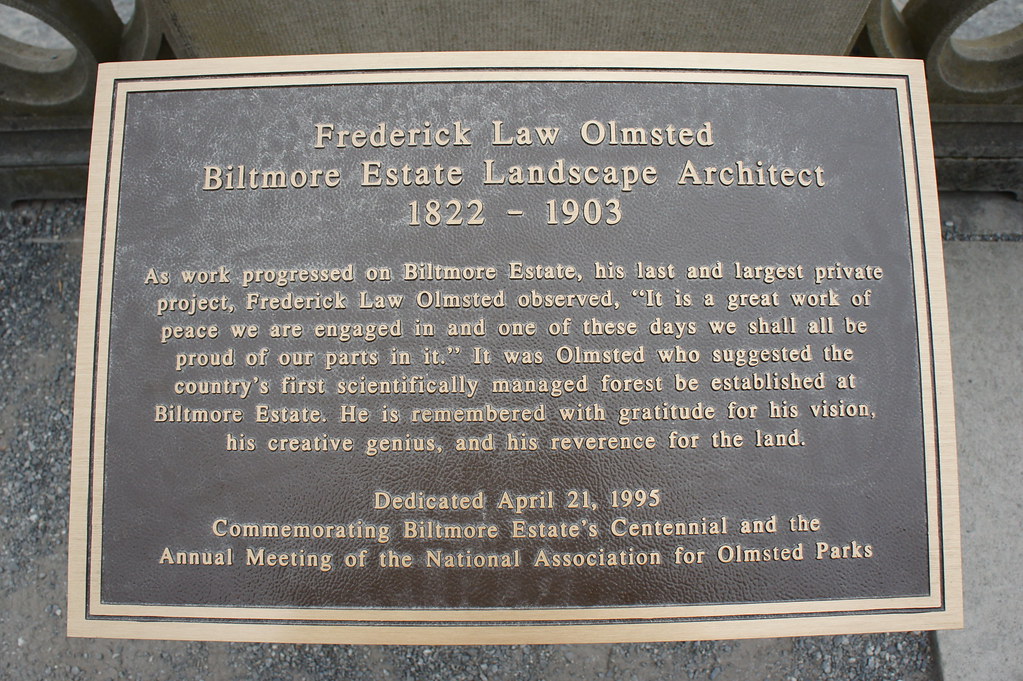 Frederick Law Olmsted
Biltmore Estate Landscape Architect
1822 - 1903
As work progressed on Biltmore Estate, his last and largest private
project, Frederick Law Olmsted observed, “It is a great work of
peace we are engaged in and one of these days we shall all be
proud of our parts in it.” It was Olmsted who suggested the
country’s first scientifically managed forest be established at
Biltmore Estate. He is remembered with gratitude for his vision,
his creative genius, and his reverence for the land.
Dedicated April 21, 1995
Commemorating Biltmore Estate’s Centennial and the
Annual Meeting of the National Association for Olmsted Parks